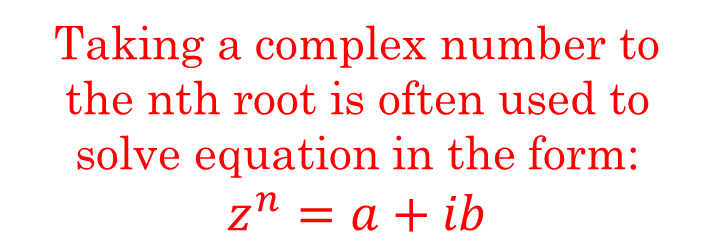 Taking a complex number to
the nth root is often used to
solve equation in the form:
zⁿ = a + ib